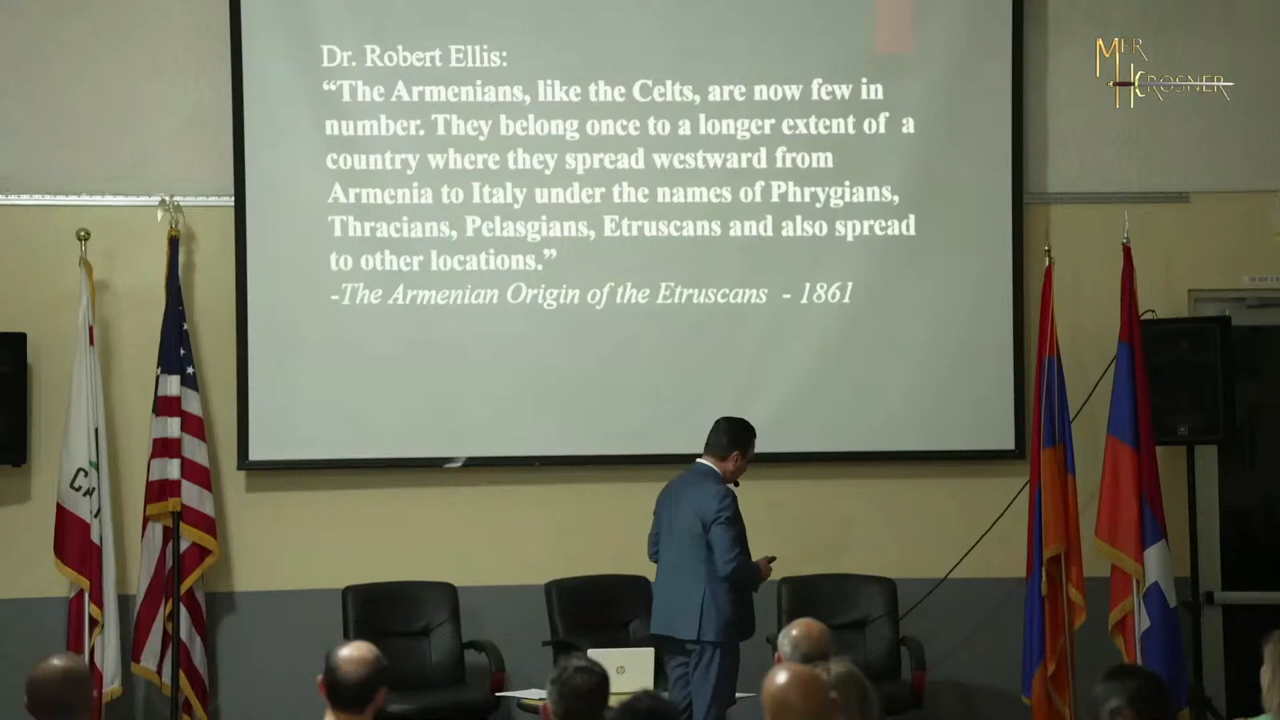 Dr. Robert Ellis:
“The Armenians, like the Celts, are now few in
number. They belong once to a longer extent of a
country where they spread westward from
Armenia to Italy under the names of Phrygians,
Thracians, Pelasgians, Etruscans and also spread
to other locations.”
-The Armenian Origin of the Etruscans - 1861
MER
HGROSNER
hp